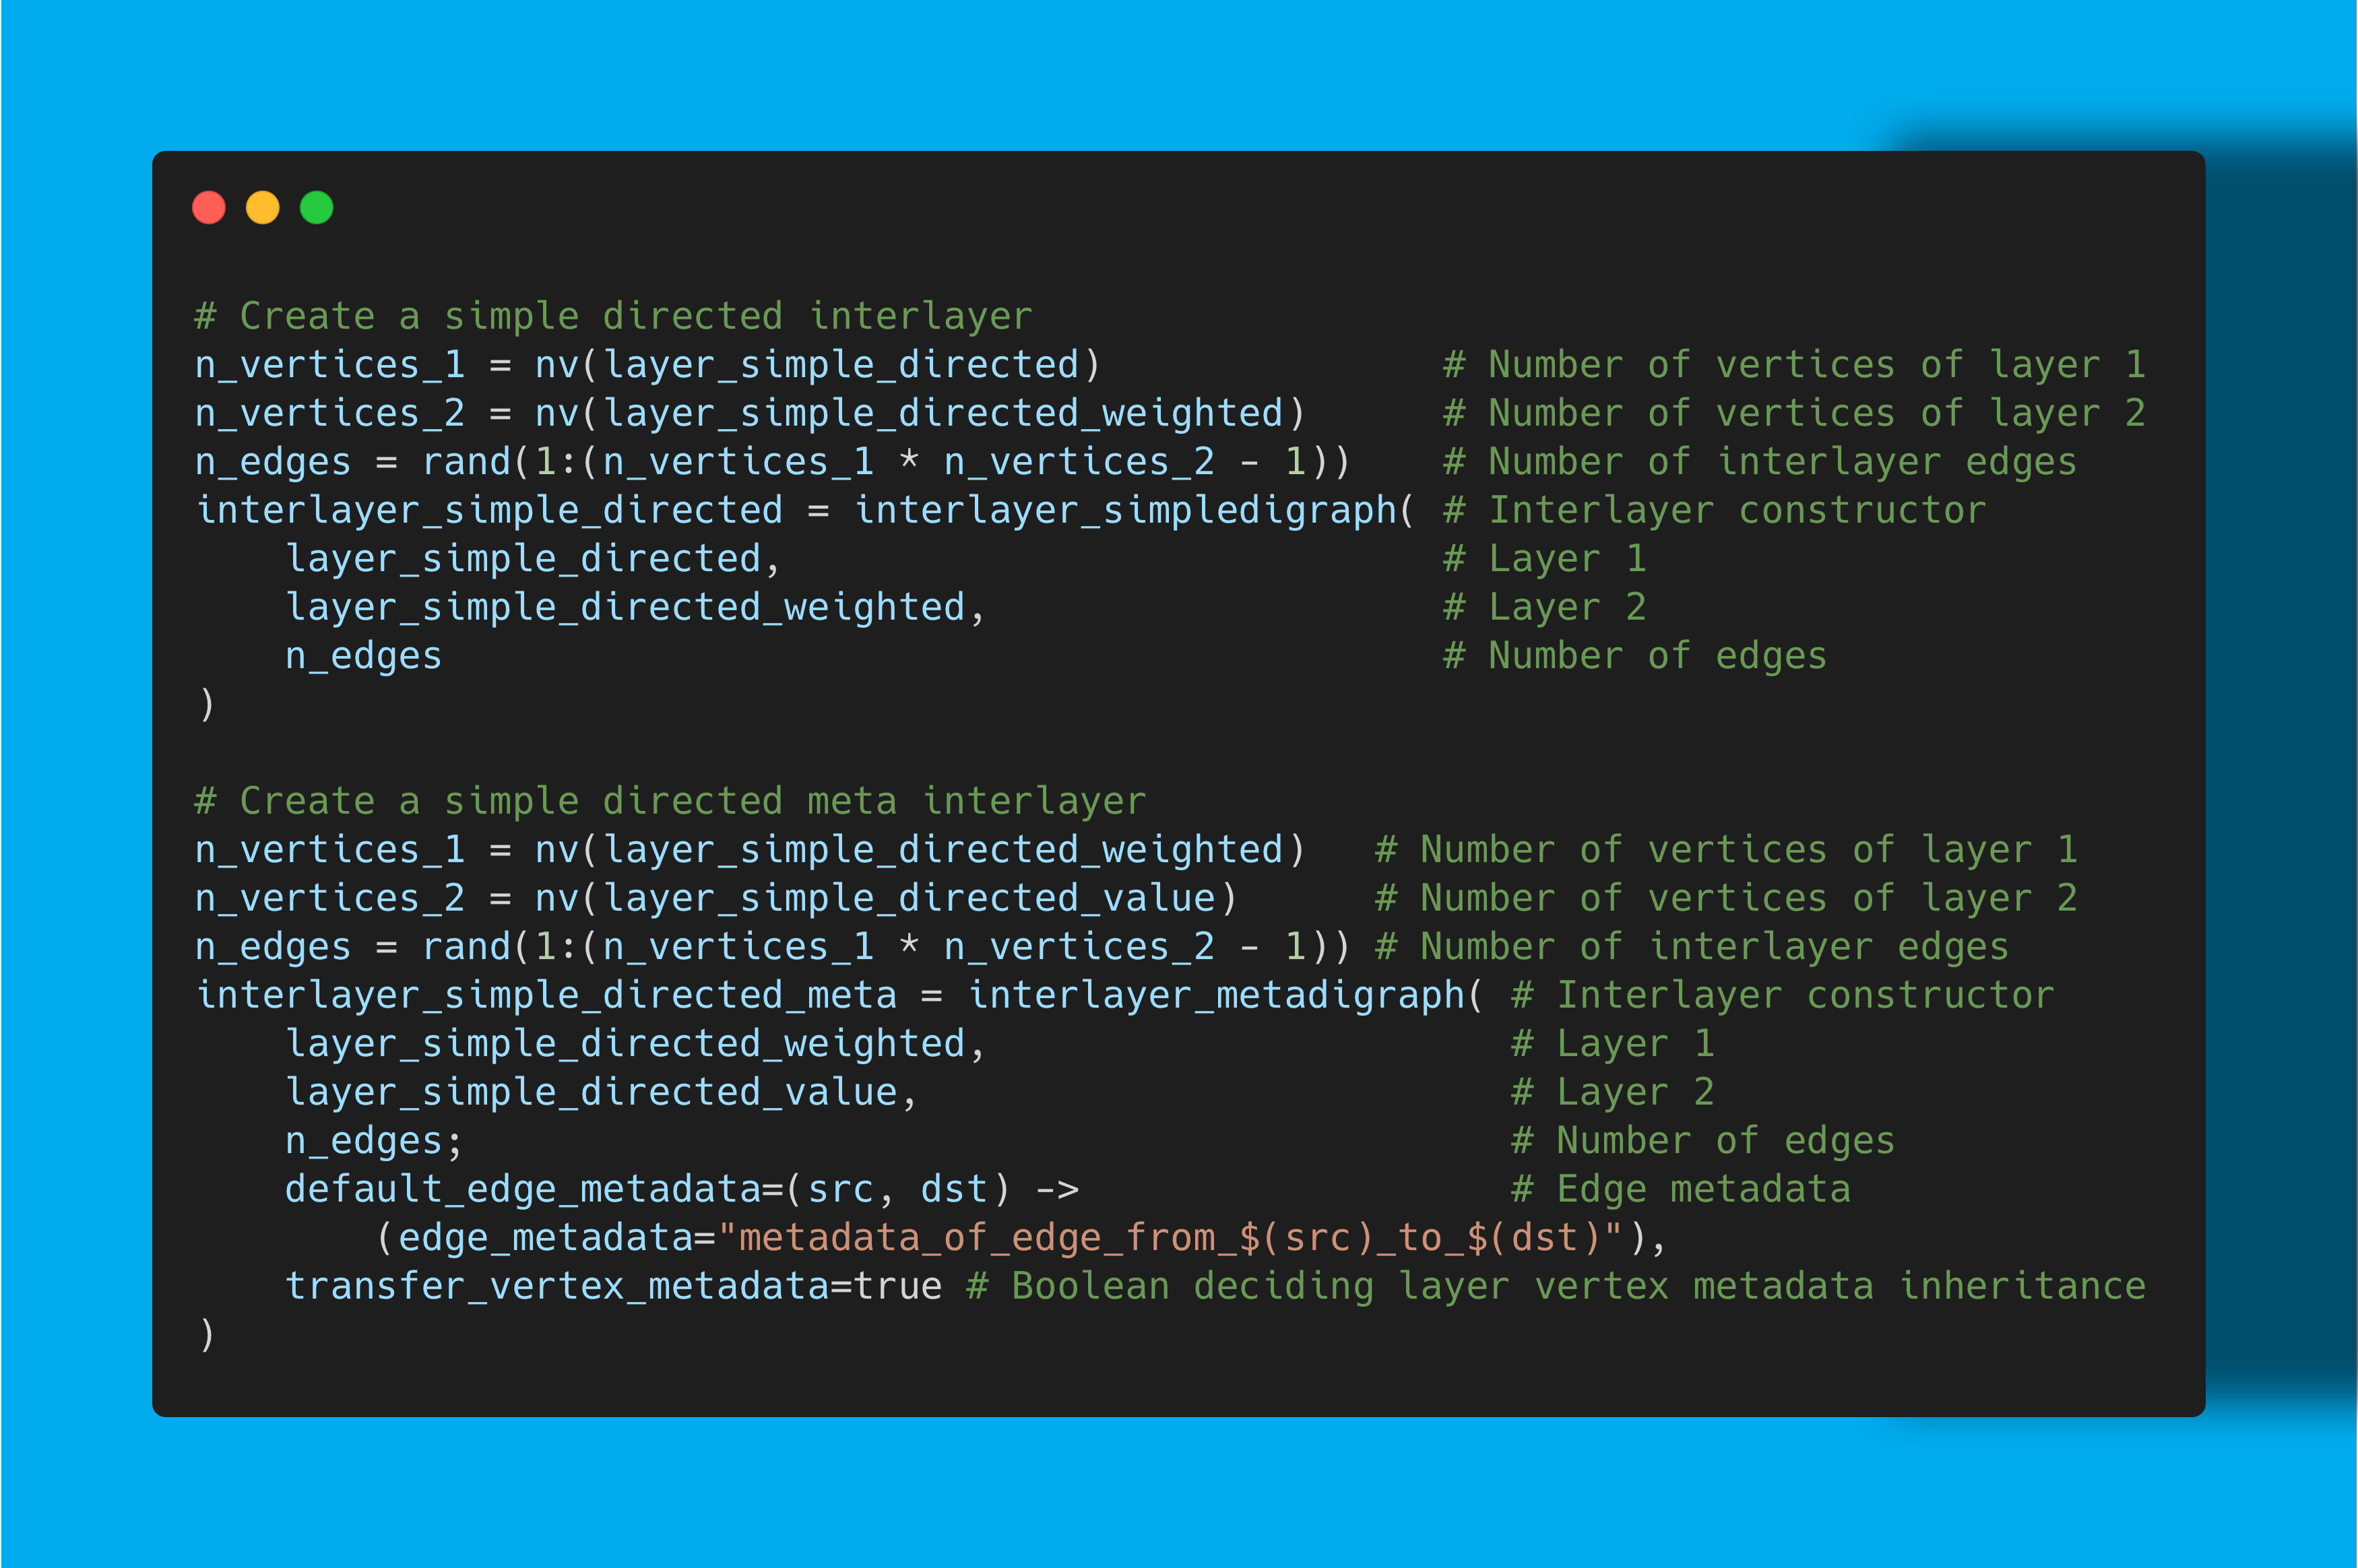 # Create a simple directed interlayer
n_vertices_1 = nv(layer_simple_directed)               # Number of vertices of layer 1
n_vertices_2 = nv(layer_simple_directed_weighted)      # Number of vertices of layer 2
n_edges = rand(1:(n_vertices_1 * n_vertices_2 - 1))    # Number of interlayer edges
interlayer_simple_directed = interlayer_simpledigraph( # Interlayer constructor
    layer_simple_directed,                             # Layer 1
    layer_simple_directed_weighted,                    # Layer 2
    n_edges                                            # Number of edges
)

# Create a simple directed meta interlayer
n_vertices_1 = nv(layer_simple_directed_weighted)   # Number of vertices of layer 1
n_vertices_2 = nv(layer_simple_directed_value)      # Number of vertices of layer 2
n_edges = rand(1:(n_vertices_1 * n_vertices_2 - 1)) # Number of interlayer edges
interlayer_simple_directed_meta = interlayer_metadigraph( # Interlayer constructor
    layer_simple_directed_weighted,                       # Layer 1
    layer_simple_directed_value,                          # Layer 2
    n_edges;                                              # Number of edges
    default_edge_metadata=(src, dst) ->                   # Edge metadata
        (edge_metadata="metadata_of_edge_from_$(src)_to_$(dst)"),
    transfer_vertex_metadata=true # Boolean deciding layer vertex metadata inheritance
)